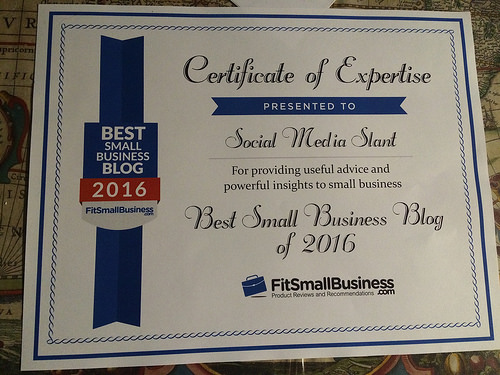 Certificate of Expertise
PRESENTED TO
Social Media Slant
For providing useful advice and
powerful insights to small business
Best Small Business Blog
of 2016
FitSmallBusiness
.com
Product Reviews and Recommendations
BEST
SMALL
BUSINESS
BLOG
2016
FitSmallBusiness
.com